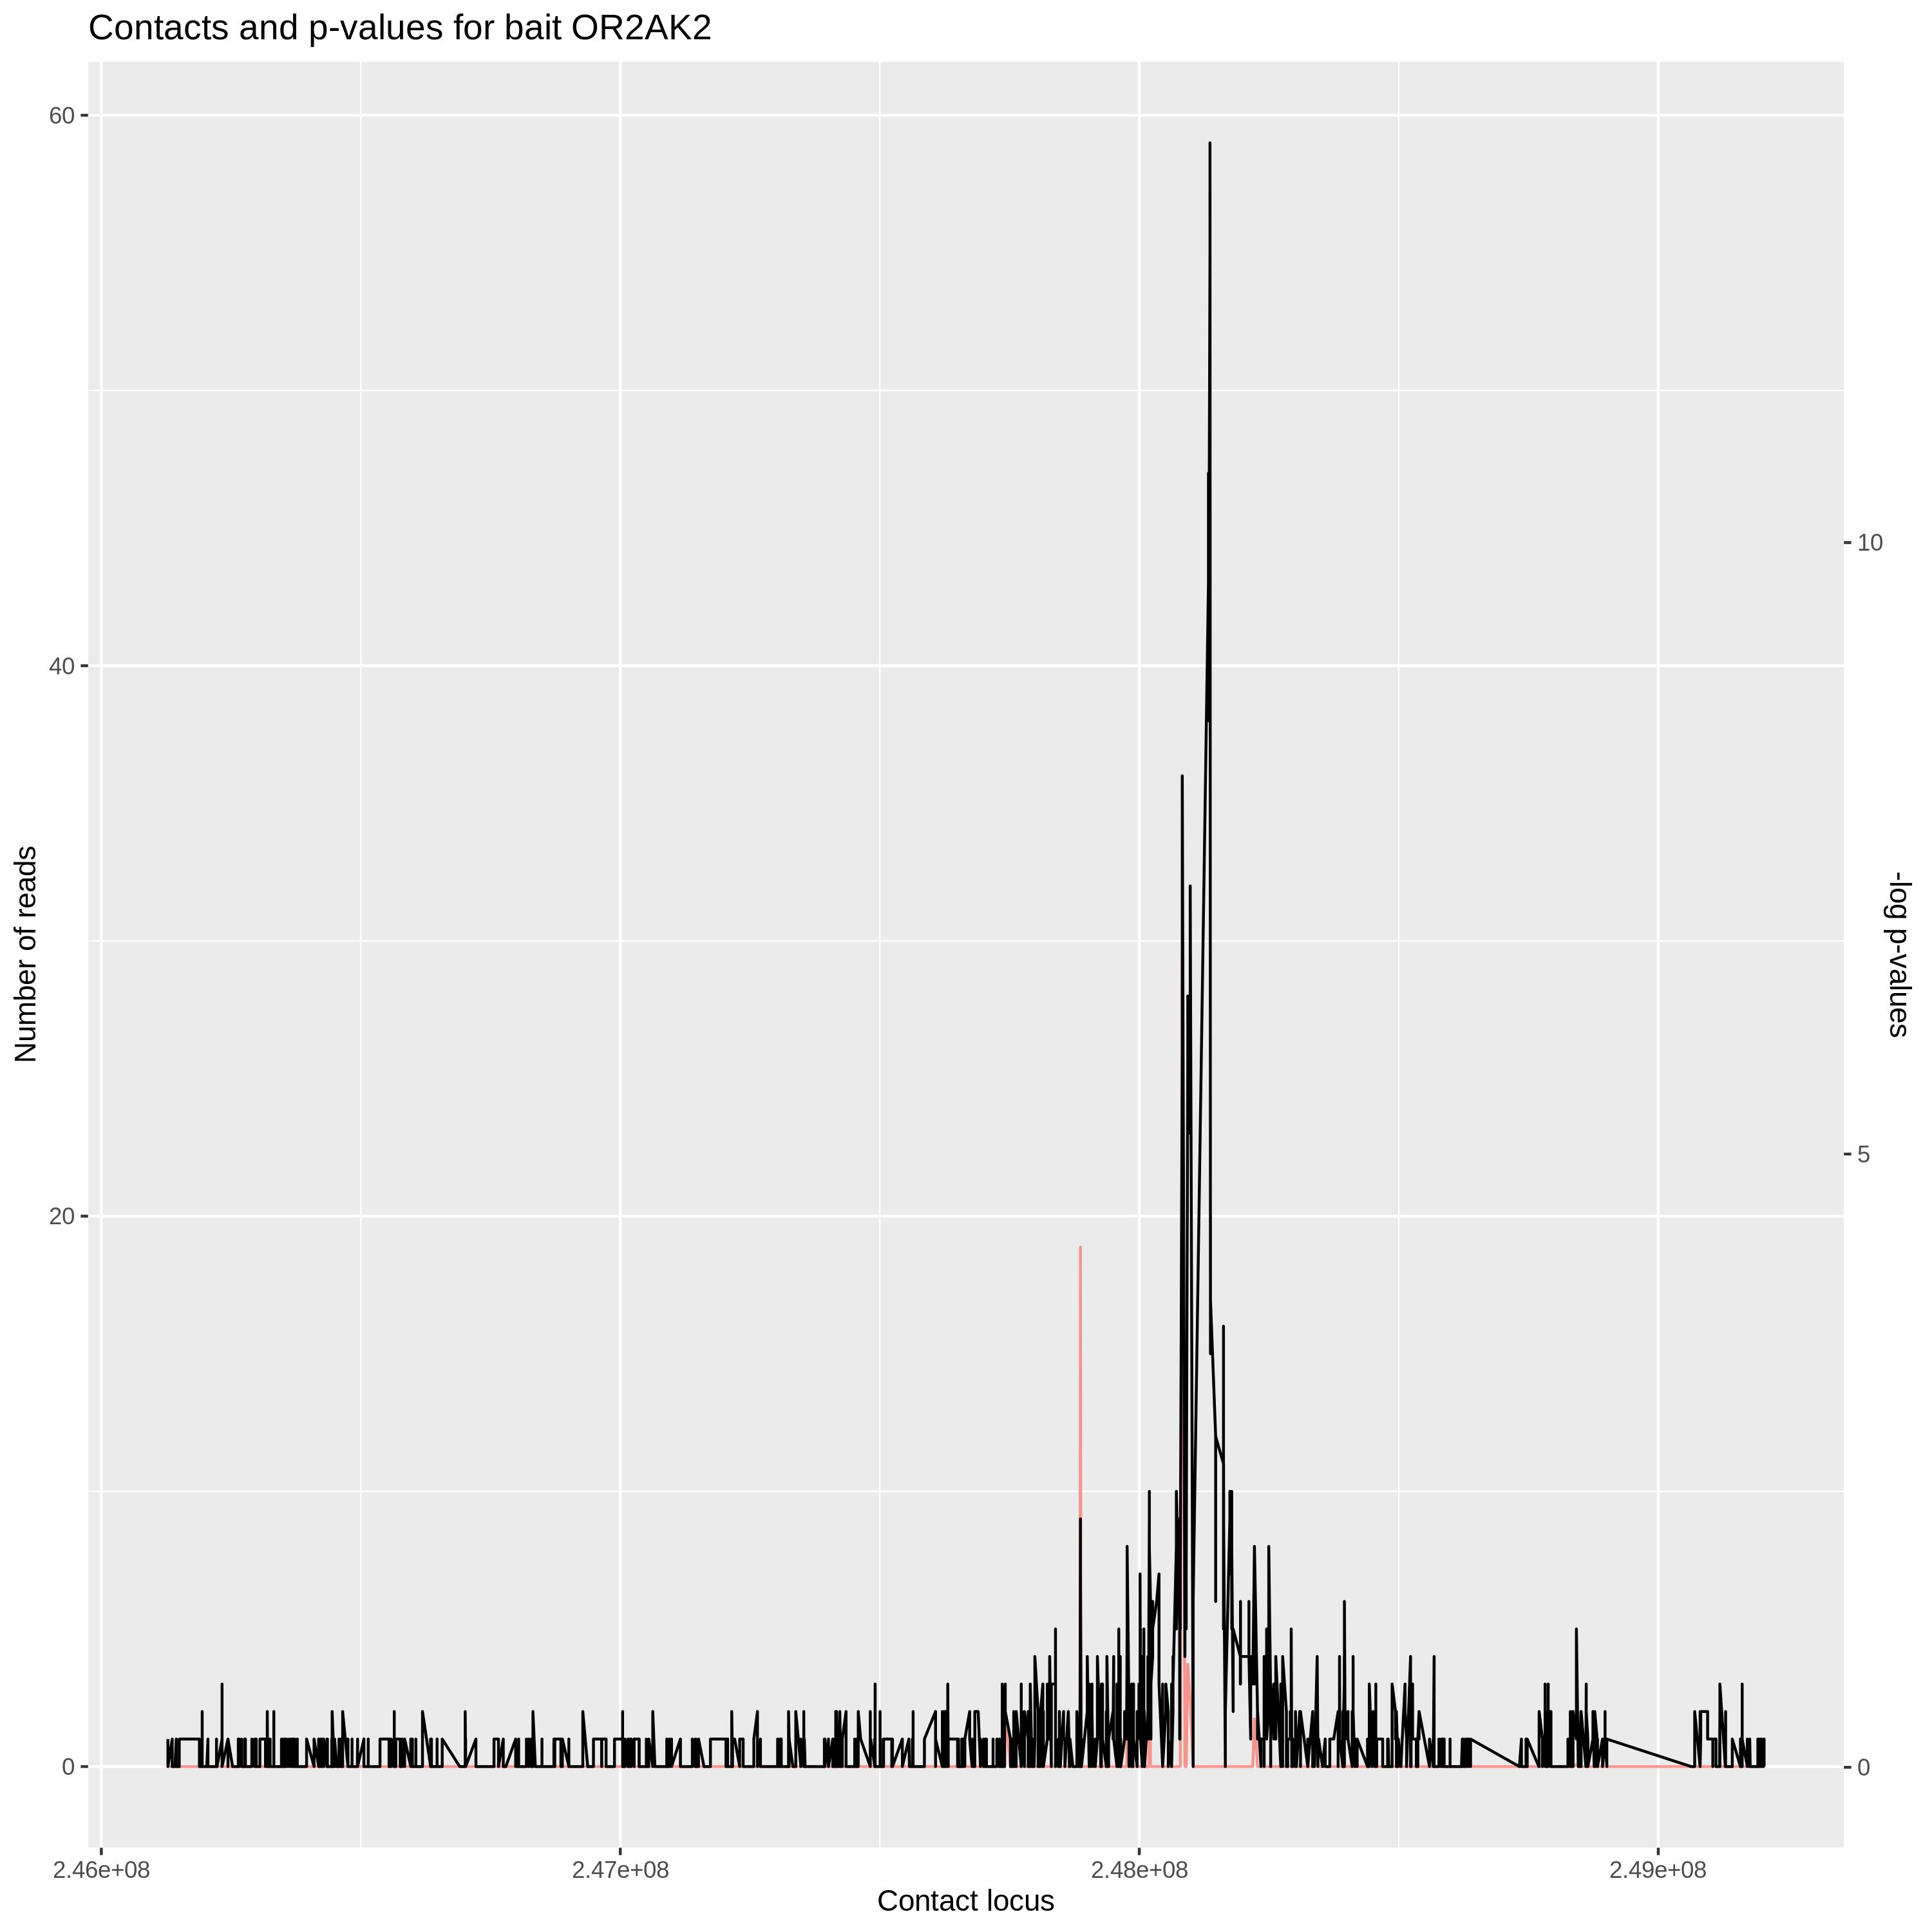 Contacts and p-values for bait OR2AK2
60
40
20
0
Number of reads
10
5
0
-log p-values
2.46e+08
2.47e+08
2.48e+08
2.49e+08
Contact locus